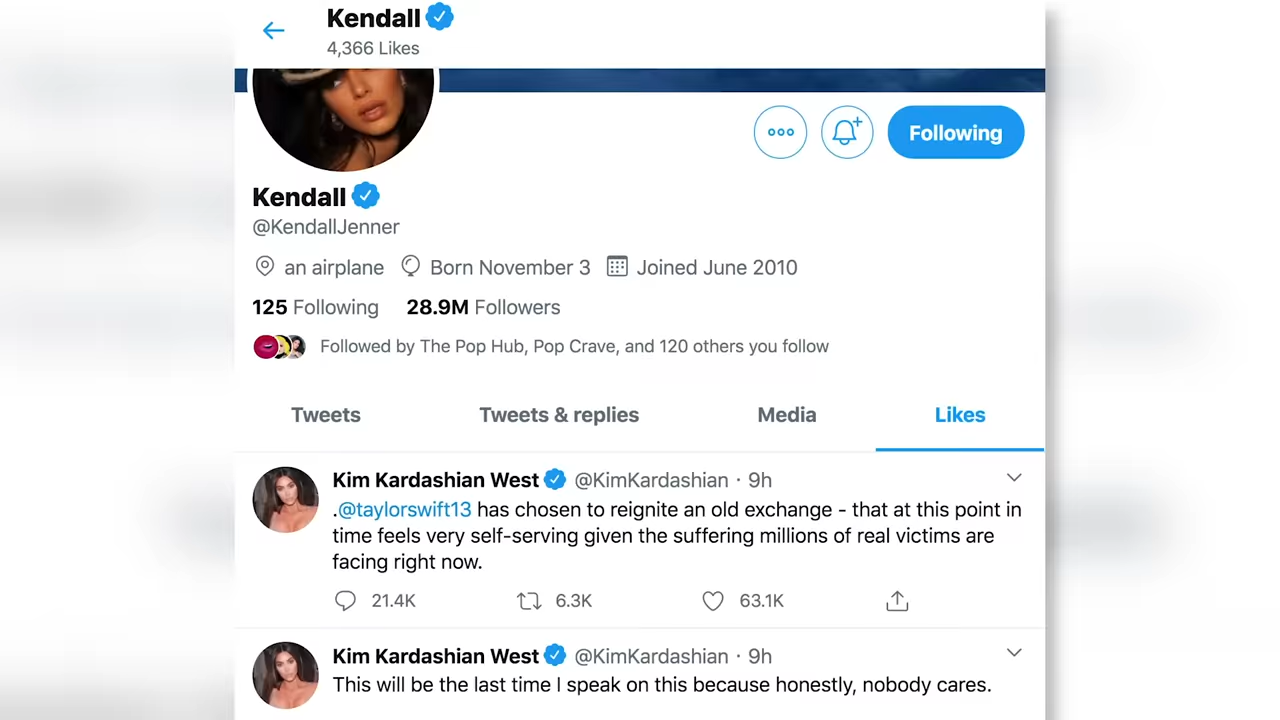 Kendall
4,366 Likes
Following
Kendall
@KendallJenner
an airplane Born November 3 Joined June 2010
125 Following 28.9M Followers
Followed by The Pop Hub, Pop Crave, and 120 others you follow
Tweets Tweets & replies Media Likes
Kim Kardashian West @KimKardashian · 9h
.@taylorswift13 has chosen to reignite an old exchange - that at this point in
time feels very self-serving given the suffering millions of real victims are
facing right now.
21.4K 6.3K 63.1K
Kim Kardashian West @KimKardashian · 9h
This will be the last time I speak on this because honestly, nobody cares.